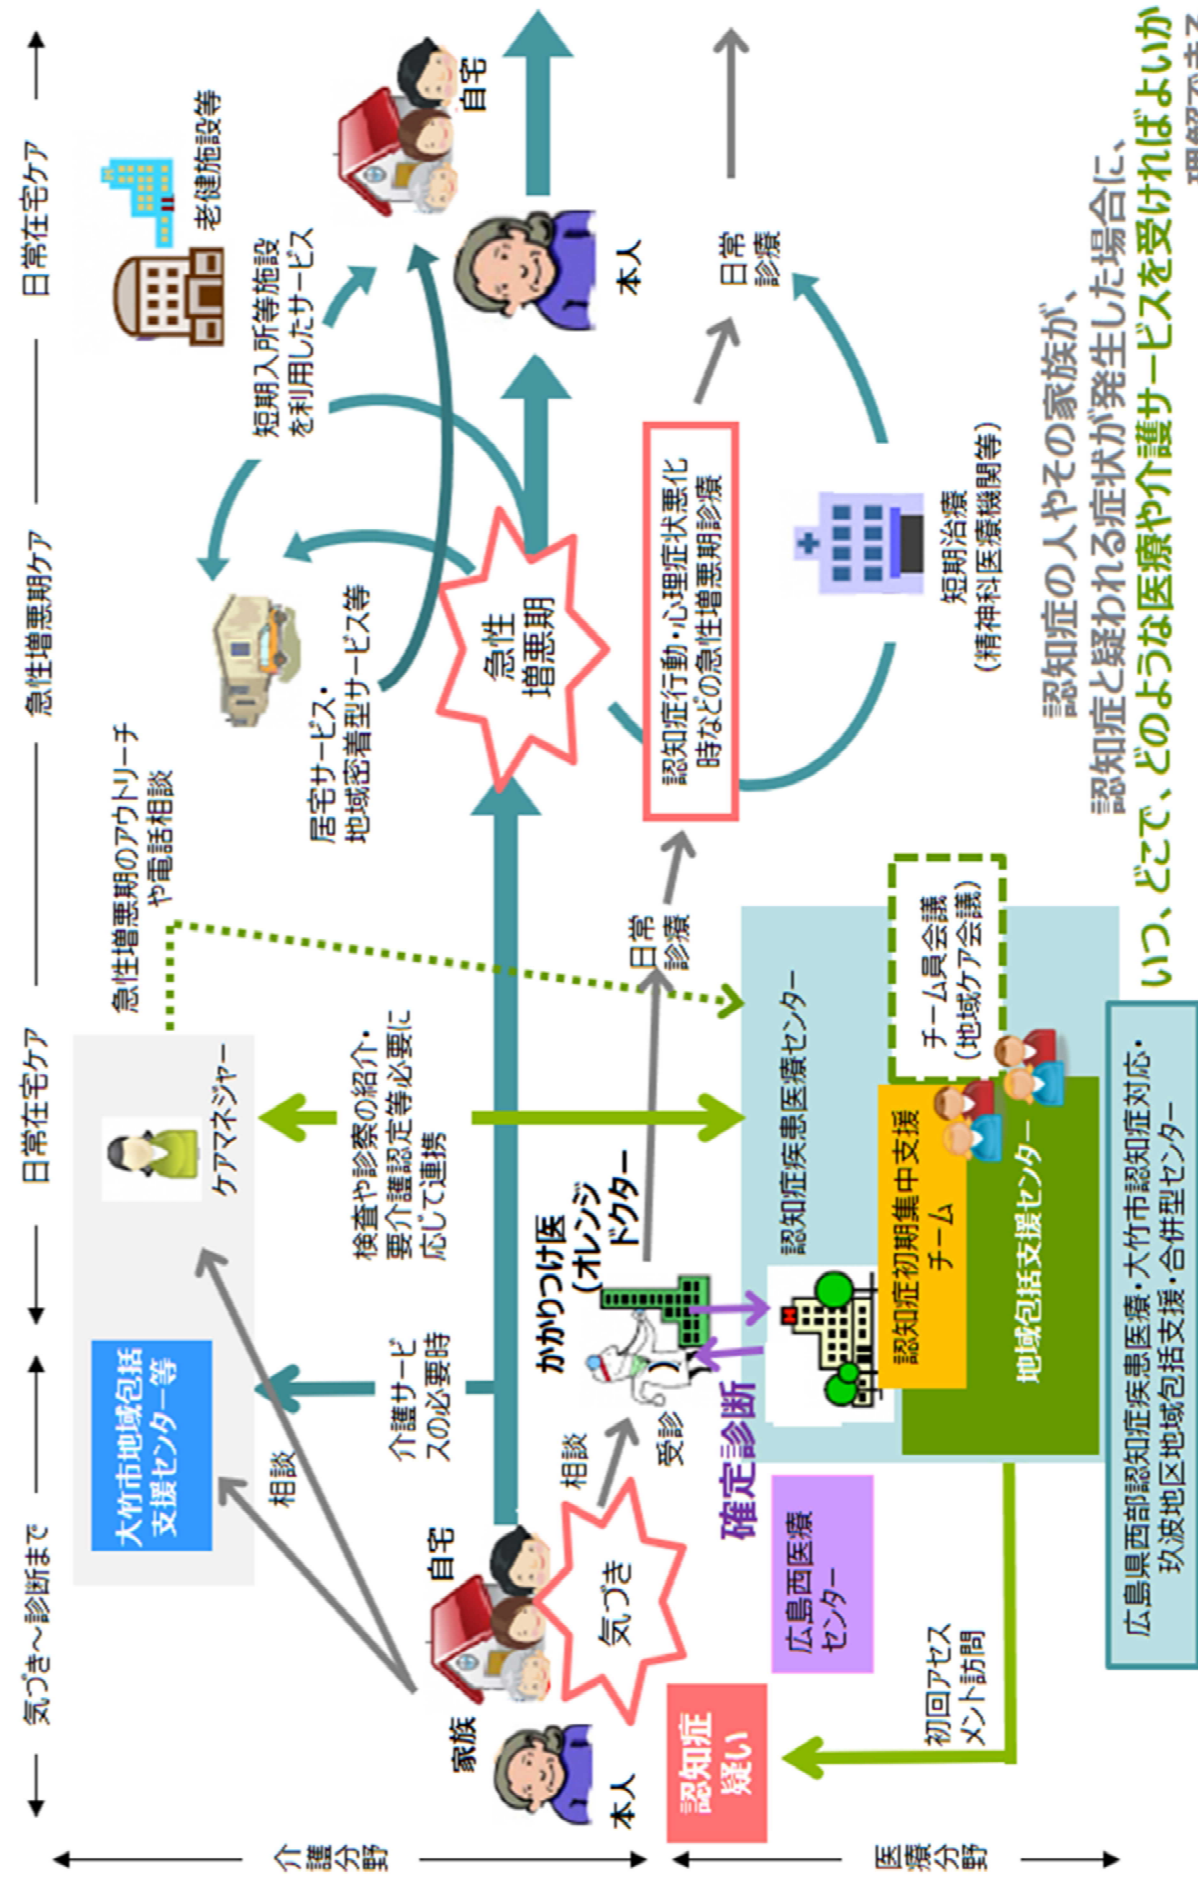 気づき～診断まで
日常在宅ケア
急性増悪期ケア
日常在宅ケア
介護分野
医療分野
大竹市地域包括
支援センター等
ケアマネジャー
急性増悪期のアウトリーチ
や電話相談
老健施設等
短期入所等施設
を利用したサービス
居宅サービス・
地域密着型サービス等
相談
介護サービ
スの必要時
検査や診察の紹介・
要介護認定等必要に
応じて連携
家族
自宅
本人
気づき
急性
増悪期
本人
自宅
認知症
疑い
相談
受診
かかりつけ医
(オレンジ
ドクター
)
日常
診療
認知症行動・心理症状悪化
時などの急性増悪期診療
日常
診療
確定診断
広島西医療
センター
認知症疾患医療センター
認知症初期集中支援
チーム
地域包括支援センター
チーム員会議
(地域ケア会議)
短期治療
(精神科医療機関等)
初回アセス
メント訪問
広島県西部認知症疾患医療・大竹市認知症対応・
玖波地区地域包括支援・合併型センター
認知症の人やその家族が、
認知症と疑われる症状が発生した場合に、
いつ、どこで、どのような医療や介護サービスを受ければよいか
理解できる